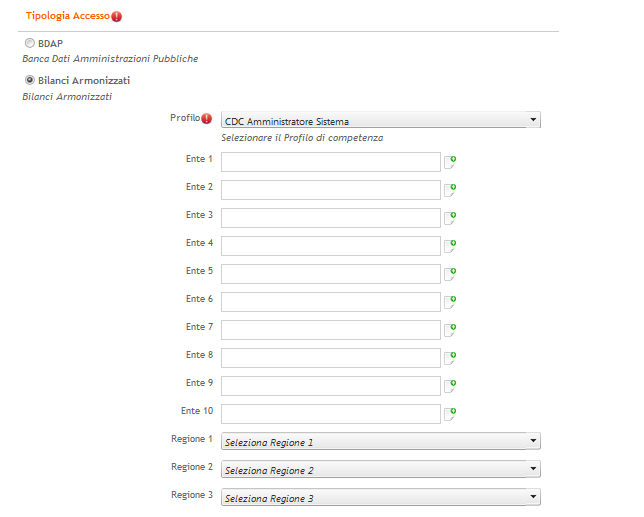 Tipologia Accesso
BDAP
Banca Dati Amministrazioni Pubbliche
Bilanci Armonizzati
Bilanci Armonizzati
Profilo CDC Amministratore Sistema
Selezionare il Profilo di competenza
Ente 1
Ente 2
Ente 3
Ente 4
Ente 5
Ente 6
Ente 7
Ente 8
Ente 9
Ente 10
Regione 1 Seleziona Regione 1
Regione 2 Seleziona Regione 2
Regione 3 Seleziona Regione 3